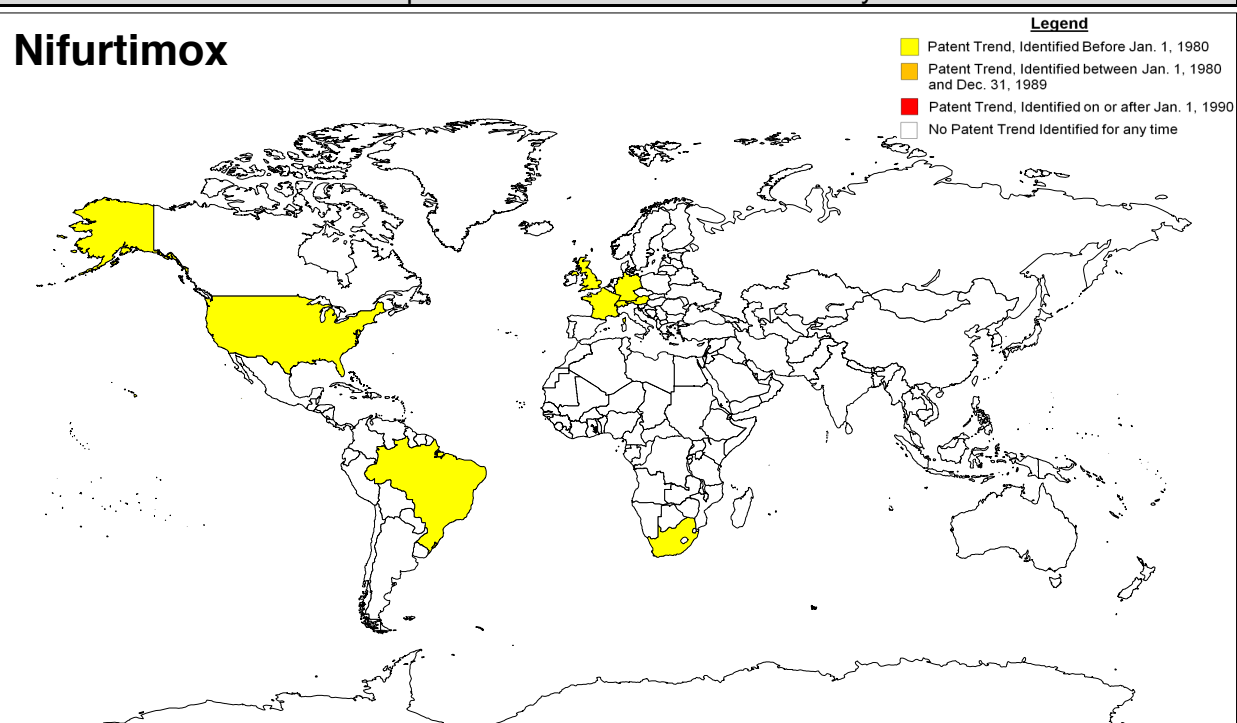 Nifurtimox
Legend
Patent Trend, Identified Before Jan. 1, 1980
Patent Trend, Identified between Jan. 1, 1980
and Dec. 31, 1989
Patent Trend, Identified on or after Jan. 1, 1990
No Patent Trend Identified for any time